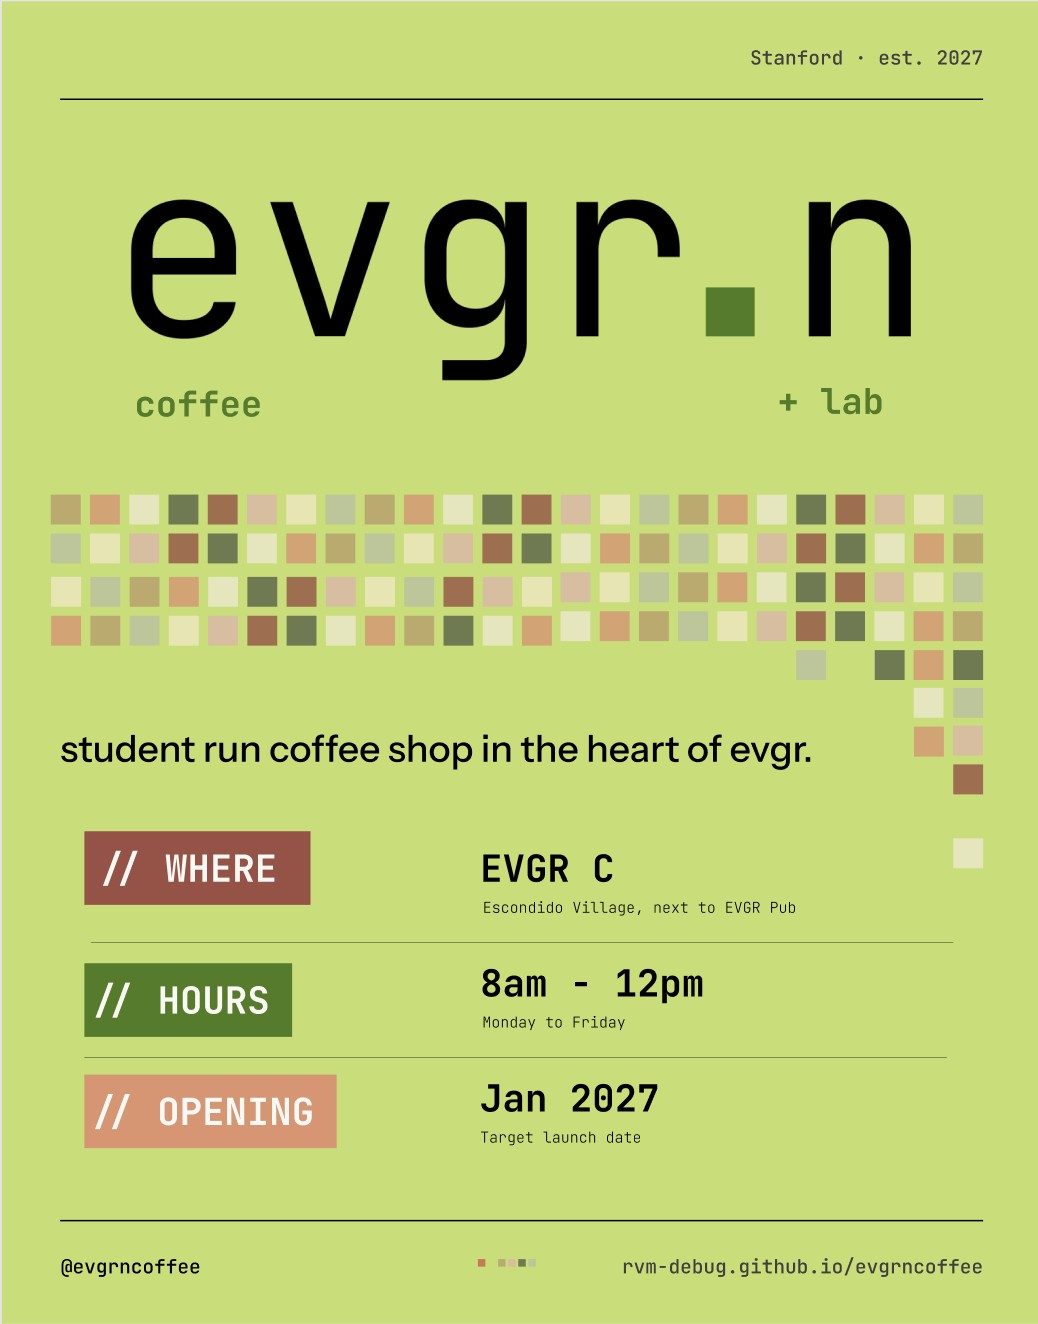 Stanford · est. 2027
evgr.n
coffee + lab
student run coffee shop in the heart of evgr.
// WHERE
EVGR C
Escondido Village, next to EVGR Pub
// HOURS
8am - 12pm
Monday to Friday
// OPENING
Jan 2027
Target launch date
@evgrncoffee
rvm-debug.github.io/evgrncoffee